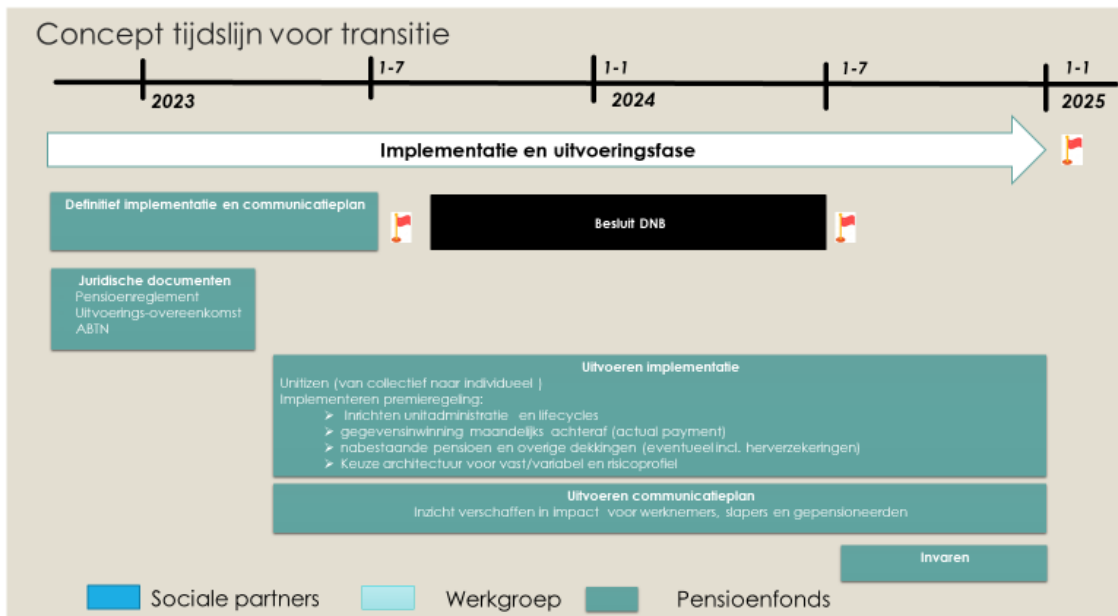 Concept tijdslijn voor transitie
1-7
1-1
1-7
1-1
2023
2024
2025
Implementatie en uitvoeringsfase
Definitief implementatie en communicatieplan
Besluit DNB
Juridische documenten
Pensioenreglement
Uitvoerings-overeenkomst
ABTN
Uitvoeren implementatie
Unitizen (van collectief naar individueel )
Implementeren premieregeling:
➢ Inrichten unitadministratie en lifecycles
➢ gegevensinwinning maandelijks achteraf (actual payment)
➢ nabestaande pensioen en overige dekkingen (eventueel incl. herverzekeringen)
➢ Keuze architectuur voor vast/variabel en risicoprofiel
Uitvoeren communicatieplan
Inzicht verschaffen in impact voor werknemers, slapers en gepensioneerden
Invaren
Sociale partners
Werkgroep
Pensioenfonds